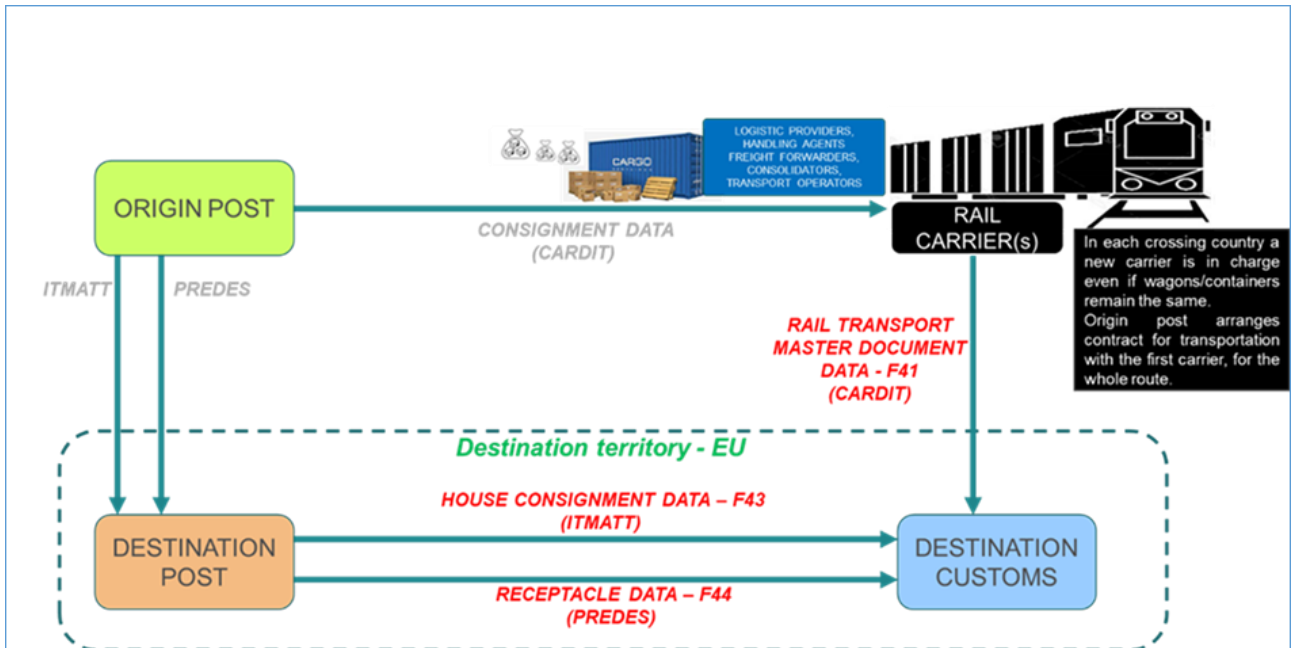 LOGISTIC PROVIDERS,
HANDLING AGENTS
FREIGHT FORWARDERS,
CONSOLIDATORS,
TRANSPORT OPERATORS
CARGO
ORIGIN POST
CONSIGNMENT DATA
(CARDIT)
RAIL
CARRIER(s)
In each crossing country a
new carrier is in charge
even if wagons/containers
remain the same.
Origin post arranges
contract for transportation
with the first carrier, for the
whole route.
ITMATT
PREDES
RAIL TRANSPORT
MASTER DOCUMENT
DATA - F41
(CARDIT)
Destination territory - EU
HOUSE CONSIGNMENT DATA – F43
(ITMATT)
DESTINATION
POST
DESTINATION
CUSTOMS
RECEPTACLE DATA – F44
(PREDES)